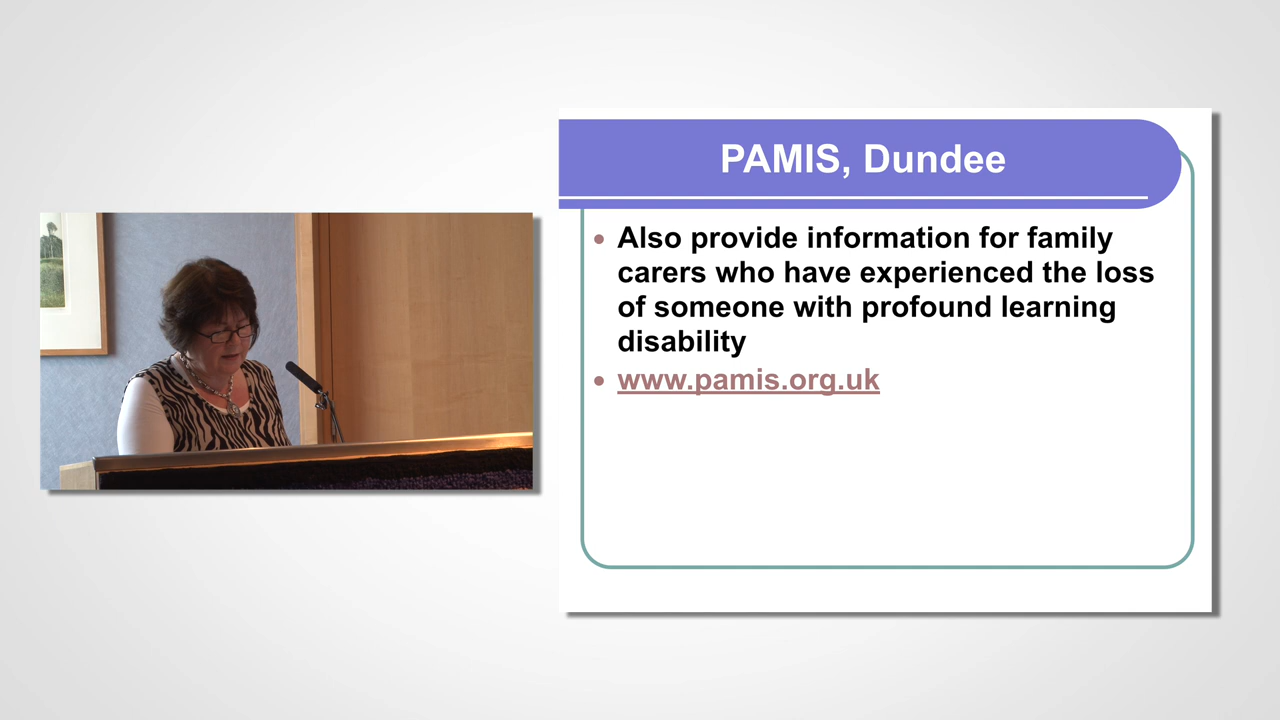 PAMIS, Dundee
Also provide information for family
carers who have experienced the loss
of someone with profound learning
disability
www.pamis.org.uk